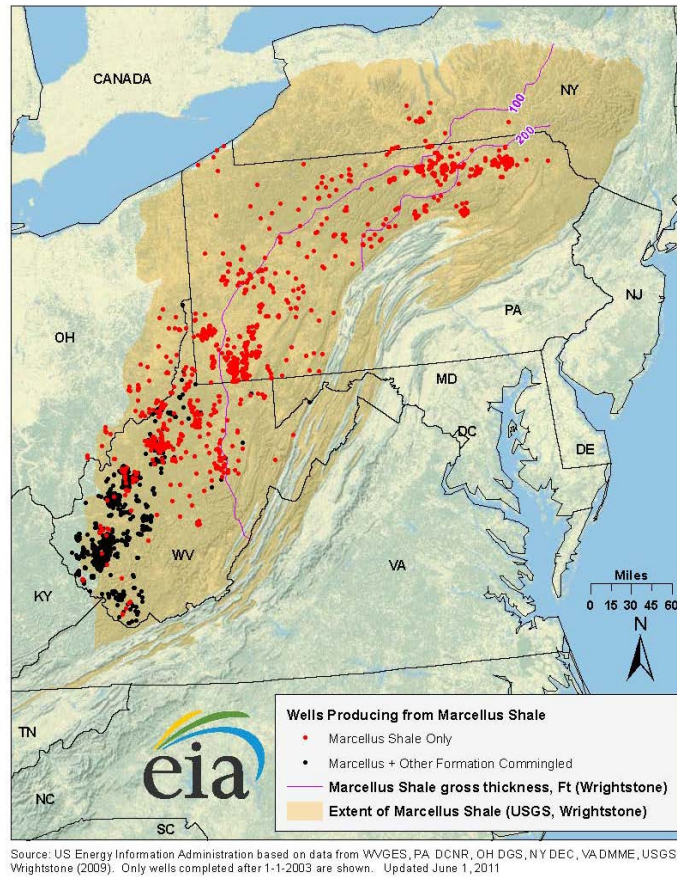 CANADA
NY
100
200
PA
NJ
OH
MD
DC
DE
WV
VA
KY
Miles
0 15 30 45 60
N
TN
NC
SC
eia
Wells Producing from Marcellus Shale
Marcellus Shale Only
Marcellus + Other Formation Commingled
Marcellus Shale gross thickness, Ft (Wrightstone)
Extent of Marcellus Shale (USGS, Wrightstone)
Source: US Energy Information Administration based on data from WVGES, PA DCNR, OH DGS, NY DEC, VA DMME, USGS
Wrightstone (2009). Only wells completed after 1-1-2003 are shown. Updated June 1, 2011